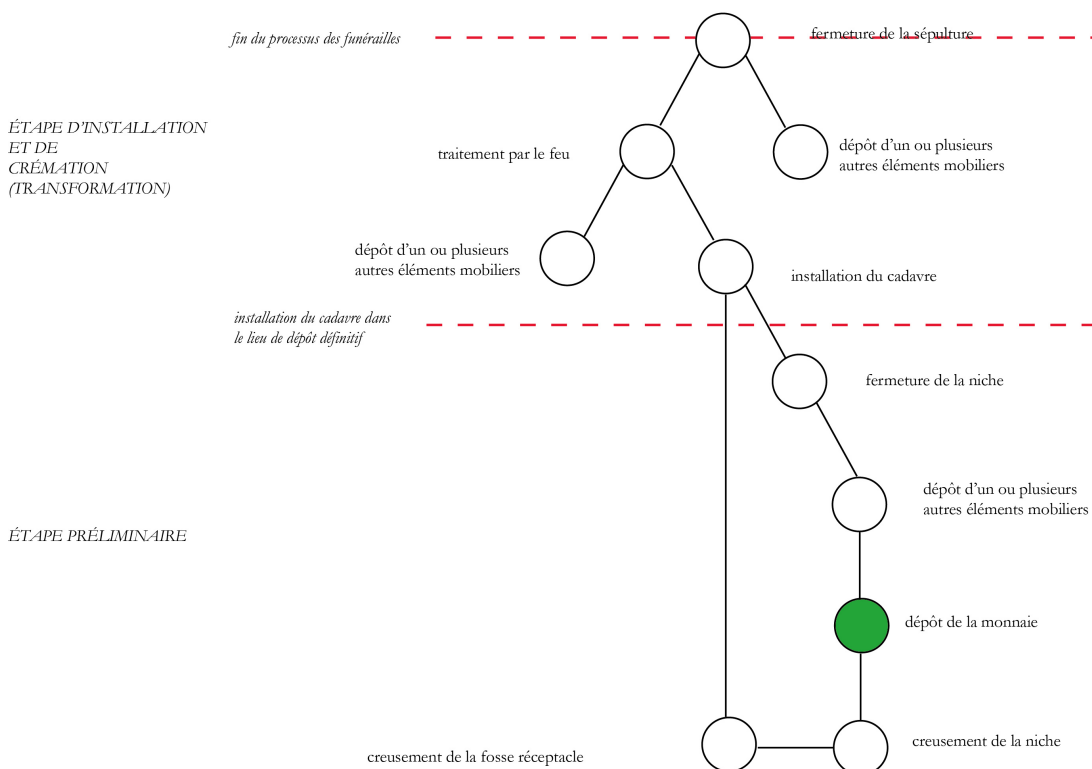 fin du processus des funérailles
fermeture de la sépulture
ÉTAPE D'INSTALLATION
ET DE
CRÉMATION
(TRANSFORMATION)
traitement par le feu
dépôt d'un ou plusieurs
autres éléments mobiliers
dépôt d'un ou plusieurs
autres éléments mobiliers
installation du cadavre
installation du cadavre dans
le lieu de dépôt définitif
fermeture de la niche
dépôt d'un ou plusieurs
autres éléments mobiliers
ÉTAPE PRÉLIMINAIRE
dépôt de la monnaie
creusement de la niche
creusement de la fosse réceptacle